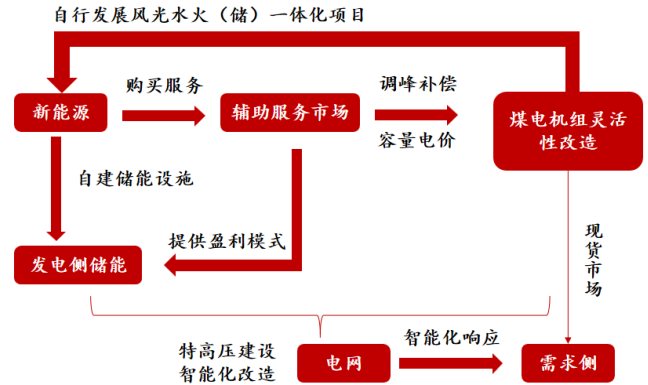 自行发展风光水火（储）一体化项目
购买服务
调峰补偿
新能源
辅助服务市场
煤电机组灵活
性改造
容量电价
自建储能设施
提供盈利模式
发电侧储能
现货市场
智能化响应
特高压建设
智能化改造
电网
需求侧